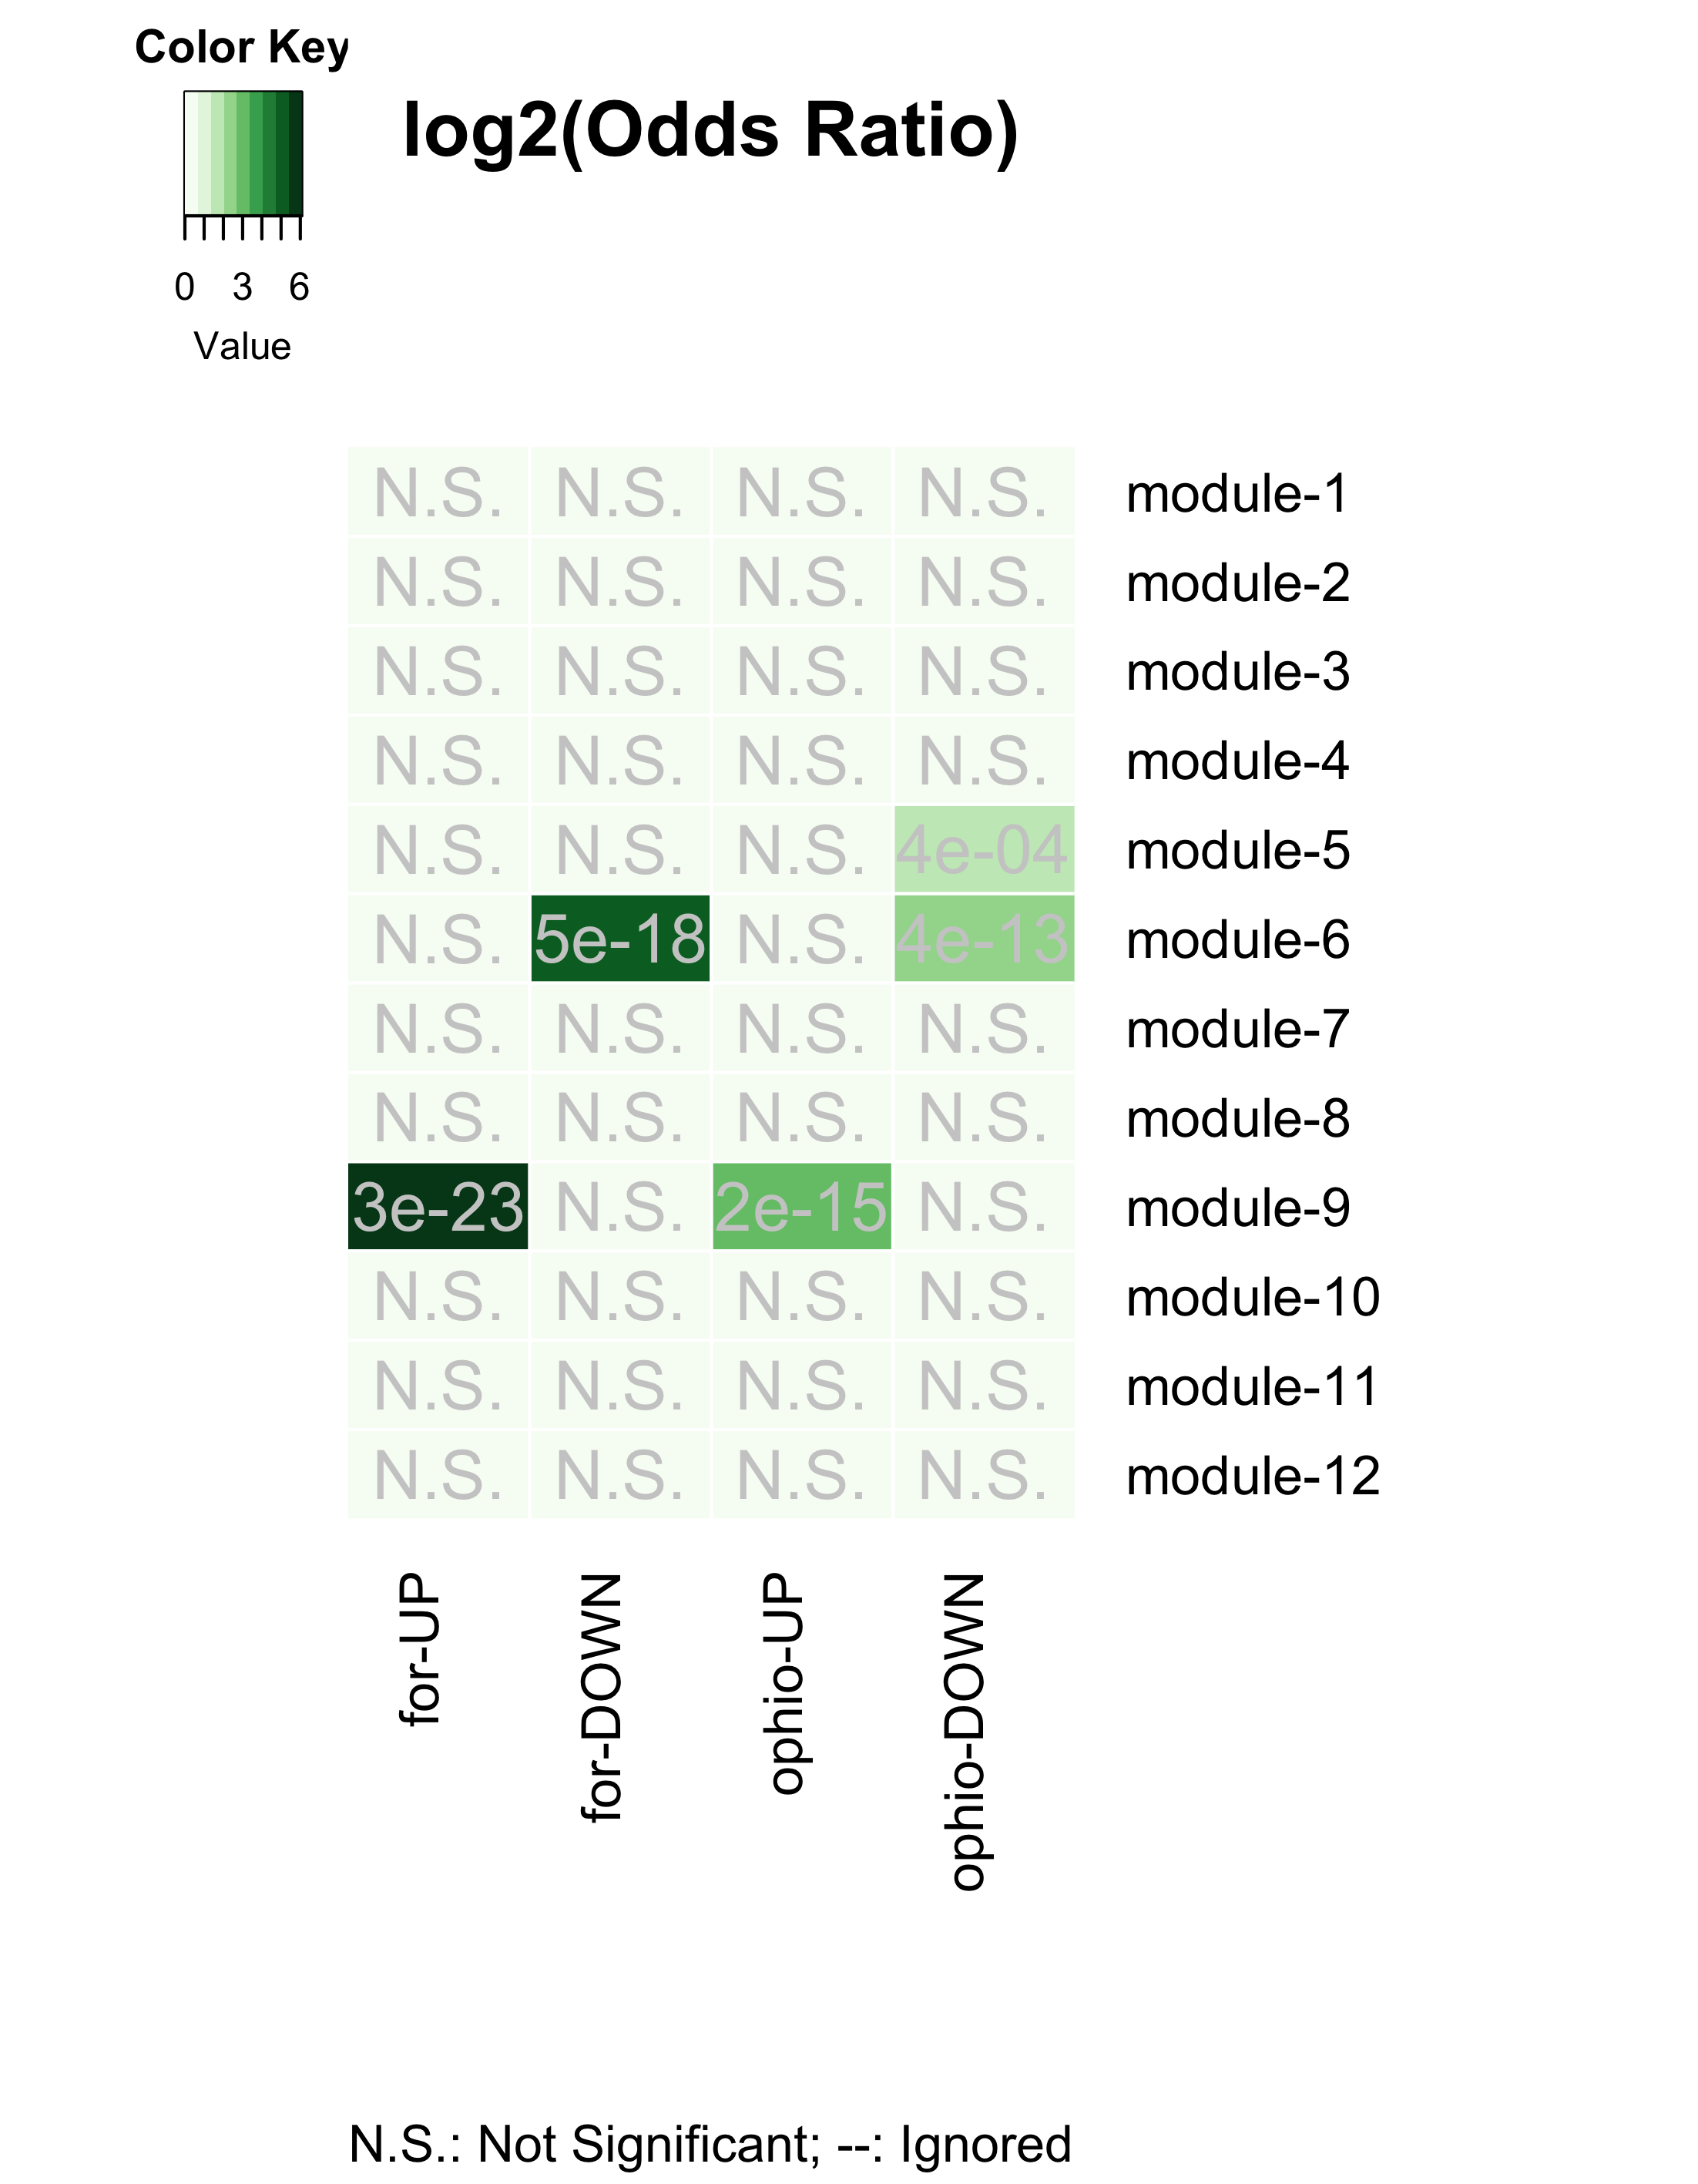 Color Key
log2(Odds Ratio)
0 3 6
Value
N.S. N.S. N.S. N.S. module-1
N.S. N.S. N.S. N.S. module-2
N.S. N.S. N.S. N.S. module-3
N.S. N.S. N.S. N.S. module-4
N.S. N.S. N.S. 4e-04 module-5
N.S. 5e-18 N.S. 4e-13 module-6
N.S. N.S. N.S. N.S. module-7
N.S. N.S. N.S. N.S. module-8
3e-23 N.S. 2e-15 N.S. module-9
N.S. N.S. N.S. N.S. module-10
N.S. N.S. N.S. N.S. module-11
N.S. N.S. N.S. N.S. module-12
for-UP
for-DOWN
ophio-UP
ophio-DOWN
N.S.: Not Significant; --: Ignored